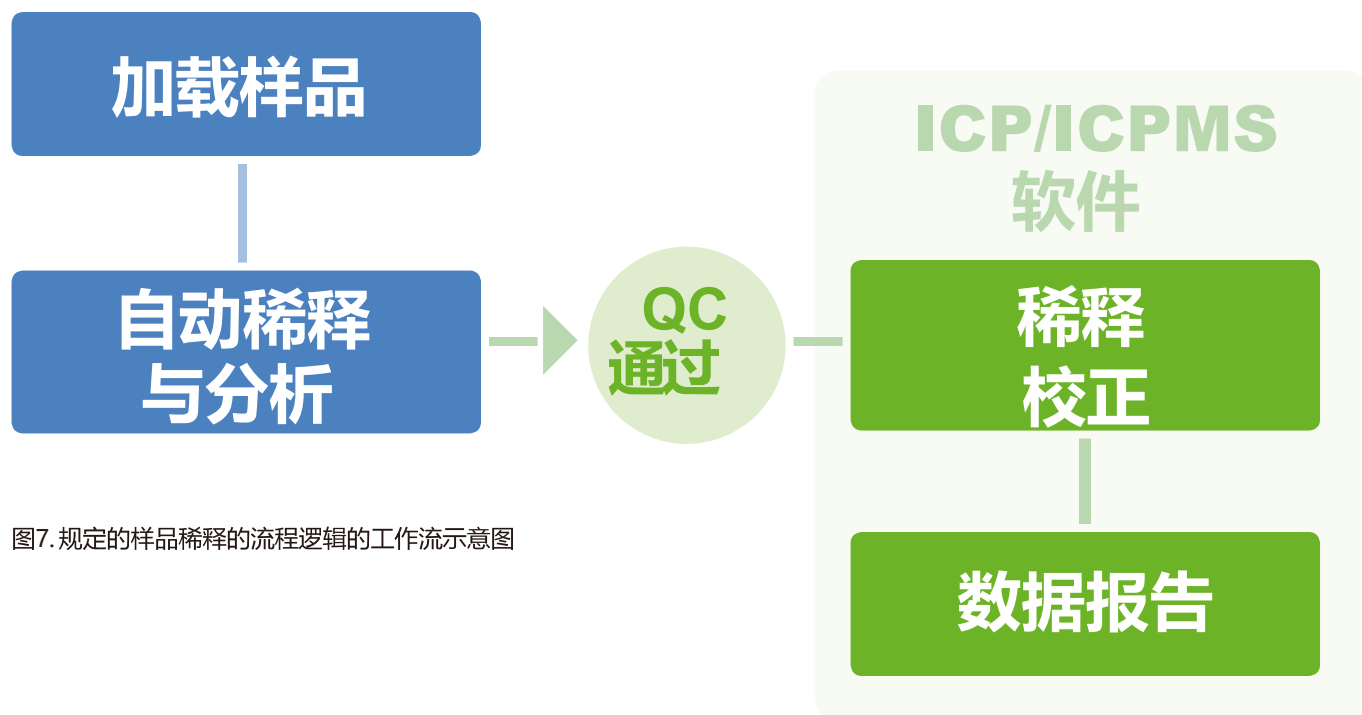 加载样品
自动稀释
与分析
QC
通过
ICP/ICPMS
软件
稀释
校正
数据报告
图7. 规定的样品稀释的流程逻辑的工作流示意图